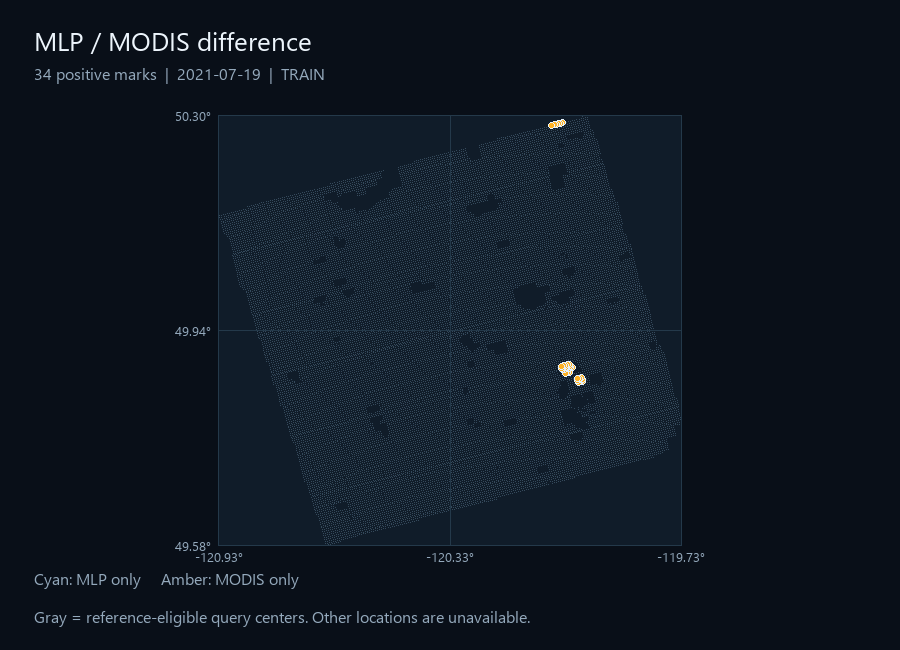 MLP / MODIS difference
34 positive marks | 2021-07-19 | TRAIN
50.30°
49.94°
49.58°
-120.93° -120.33° -119.73°
Cyan: MLP only Amber: MODIS only
Gray = reference-eligible query centers. Other locations are unavailable.